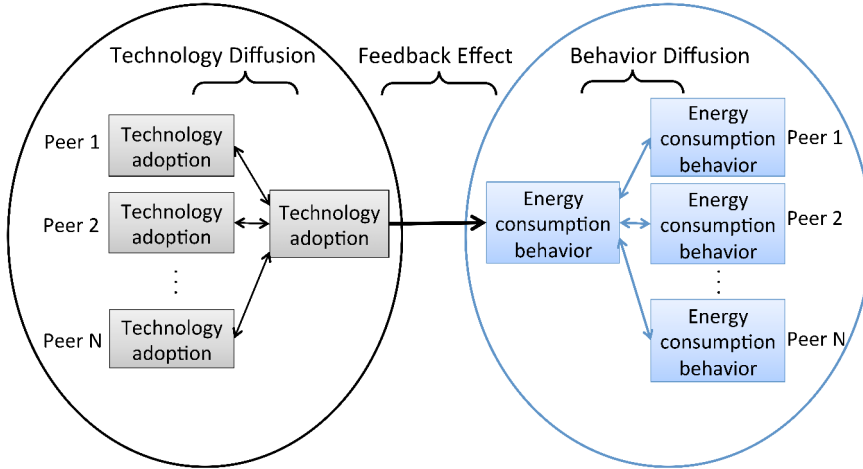 Technology Diffusion
Feedback Effect
Behavior Diffusion
Peer 1
Technology
adoption
Peer 2
Technology
adoption
Peer N
Technology
adoption
Technology
adoption
Energy
consumption
behavior
Energy
consumption
behavior
Peer 1
Energy
consumption
behavior
Peer 2
Energy
consumption
behavior
Peer N